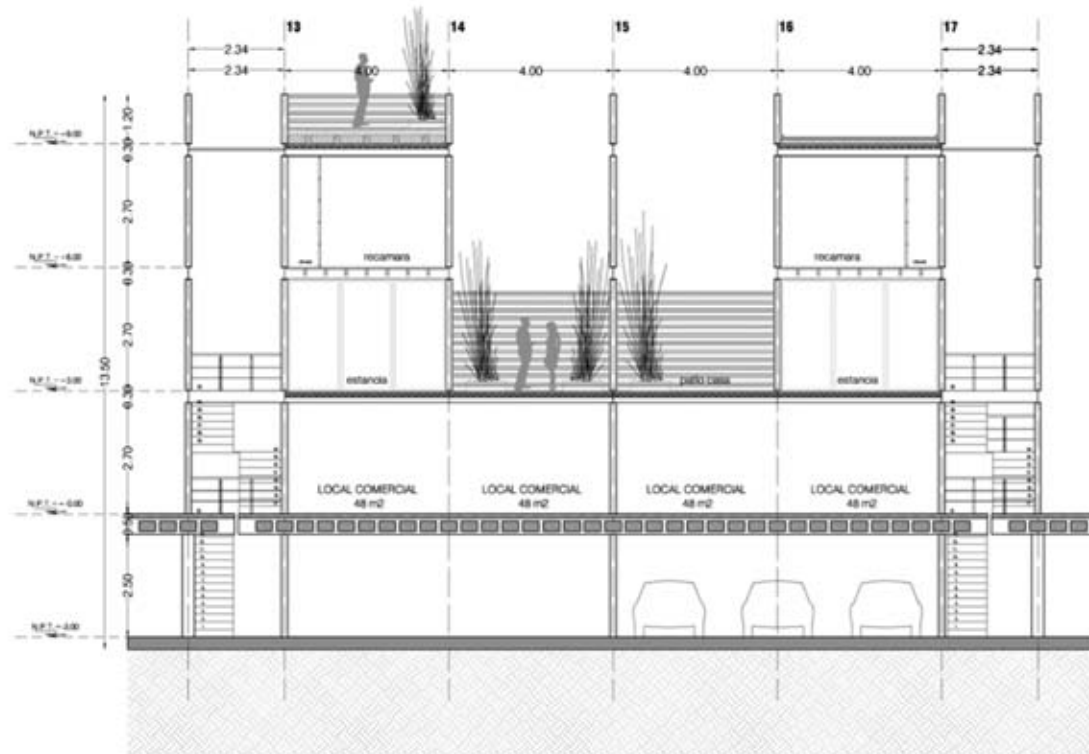 13 14 15 16 17
2.34 2.34
2.34 4.00 4.00 4.00 4.00 2.34
1.20
0.30
2.70
recamara recamara
0.30
2.70
13.50
estancia patio casa estancia
0.30
2.70
LOCAL COMERCIAL LOCAL COMERCIAL LOCAL COMERCIAL LOCAL COMERCIAL
48 m2 48 m2 48 m2 48 m2
2.50